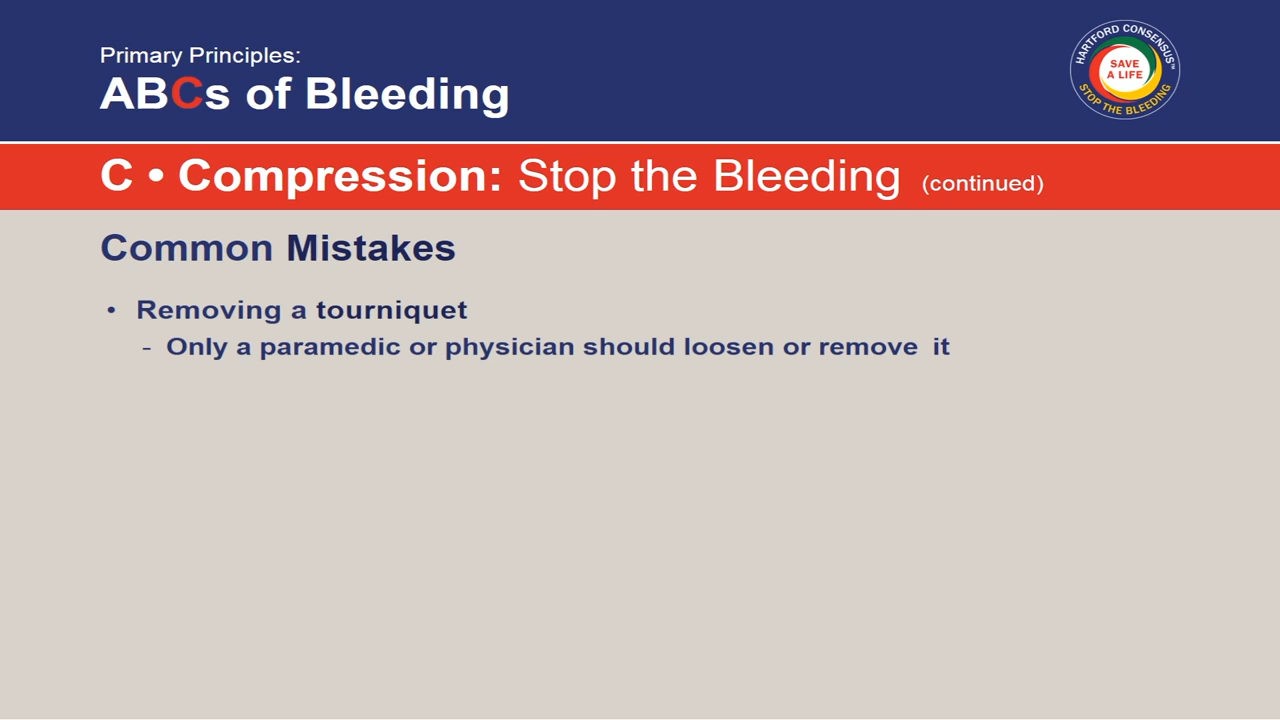 Primary Principles:
ABCs of Bleeding
HARTFORD CONSENSUS™
SAVE
A LIFE
STOP THE BLEEDING
C • Compression: Stop the Bleeding (continued)
Common Mistakes
• Removing a tourniquet
- Only a paramedic or physician should loosen or remove it